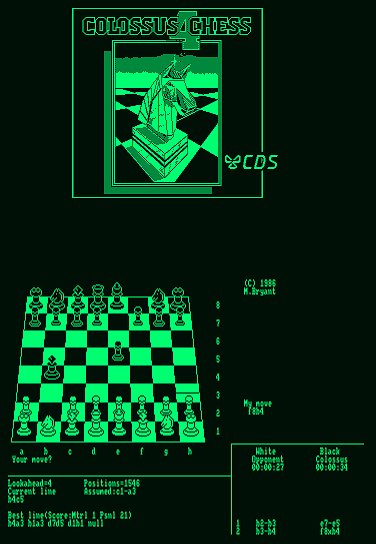 COLOSSUS 4 CHESS
CDS
(C) 1986
M.Bryant
8
7
6
5
4
3
2
1
a b c d e f g h
My move
f8b4
Your move?
Lookahead=4 Positions=1546
Current line Assumed:c1-a3
b4c5
Best line(Score:Mtrl 1 Psnl 21)
b4a3 b1a3 d7d5 d1b1 null
White Black
Opponent Colossus
00:00:27 00:00:34
1 b2-b3 e7-e5
2 b3-b4 f8xb4